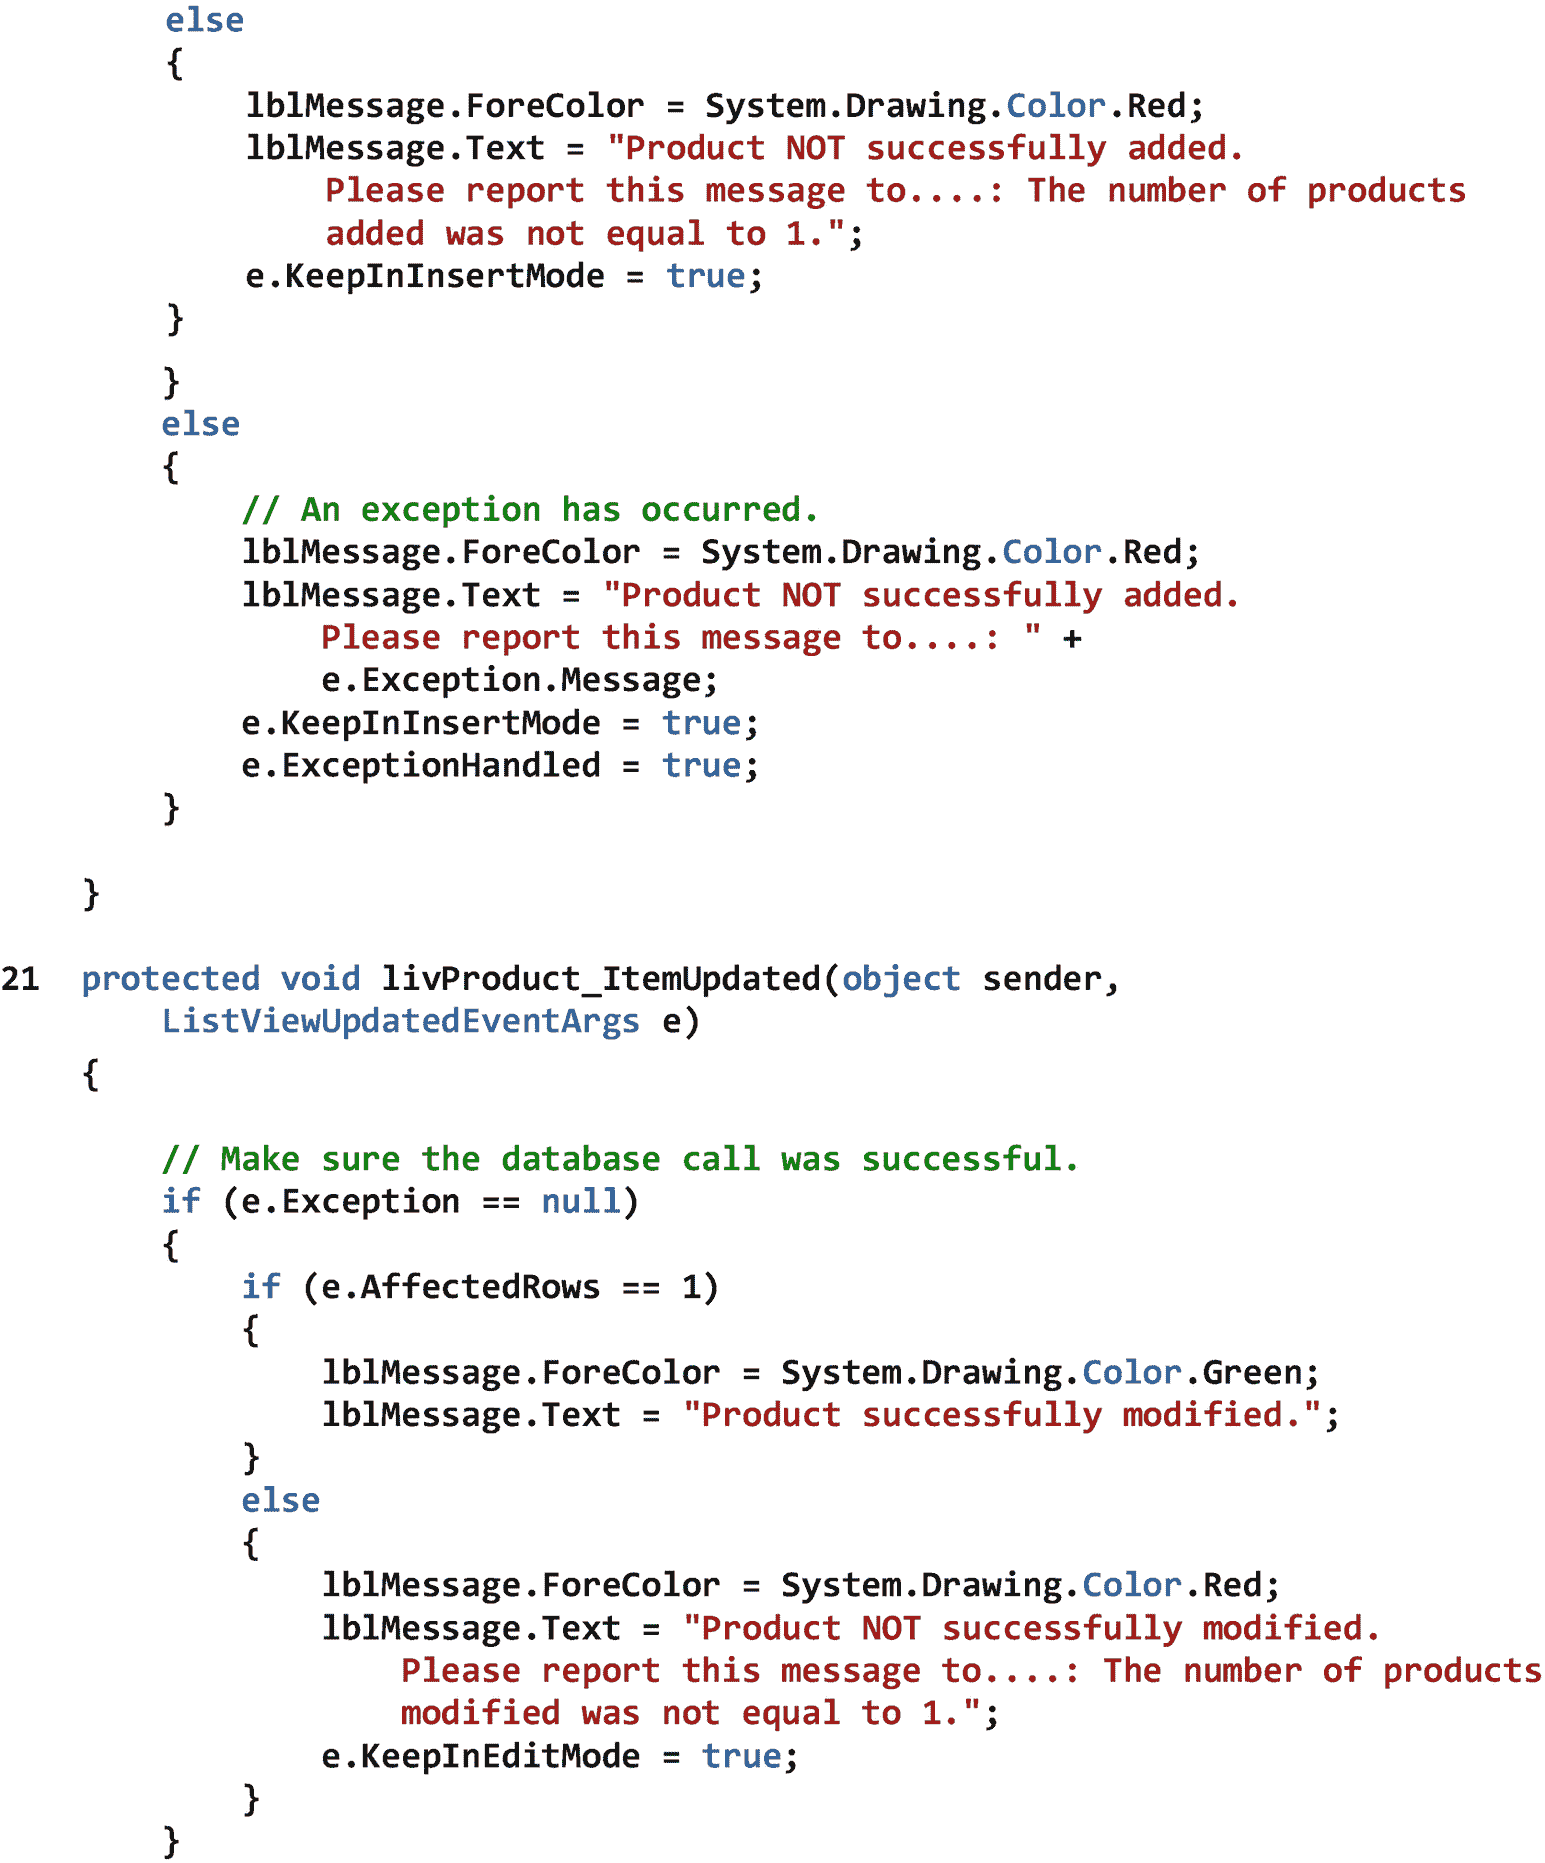 else
{
lblMessage.ForeColor = System.Drawing.Color.Red;
lblMessage.Text = "Product NOT successfully added.
Please report this message to....: The number of products
added was not equal to 1.";
e.KeepInInsertMode = true;
}
}
else
{
// An exception has occurred.
lblMessage.ForeColor = System.Drawing.Color.Red;
lblMessage.Text = "Product NOT successfully added.
Please report this message to....: " +
e.Exception.Message;
e.KeepInInsertMode = true;
e.ExceptionHandled = true;
}
}
21 protected void livProduct_ItemUpdated(object sender,
ListViewUpdatedEventArgs e)
{
// Make sure the database call was successful.
if (e.Exception == null)
{
if (e.AffectedRows == 1)
{
lblMessage.ForeColor = System.Drawing.Color.Green;
lblMessage.Text = "Product successfully modified.";
}
else
{
lblMessage.ForeColor = System.Drawing.Color.Red;
lblMessage.Text = "Product NOT successfully modified.
Please report this message to....: The number of products
modified was not equal to 1.";
e.KeepInEditMode = true;
}
}